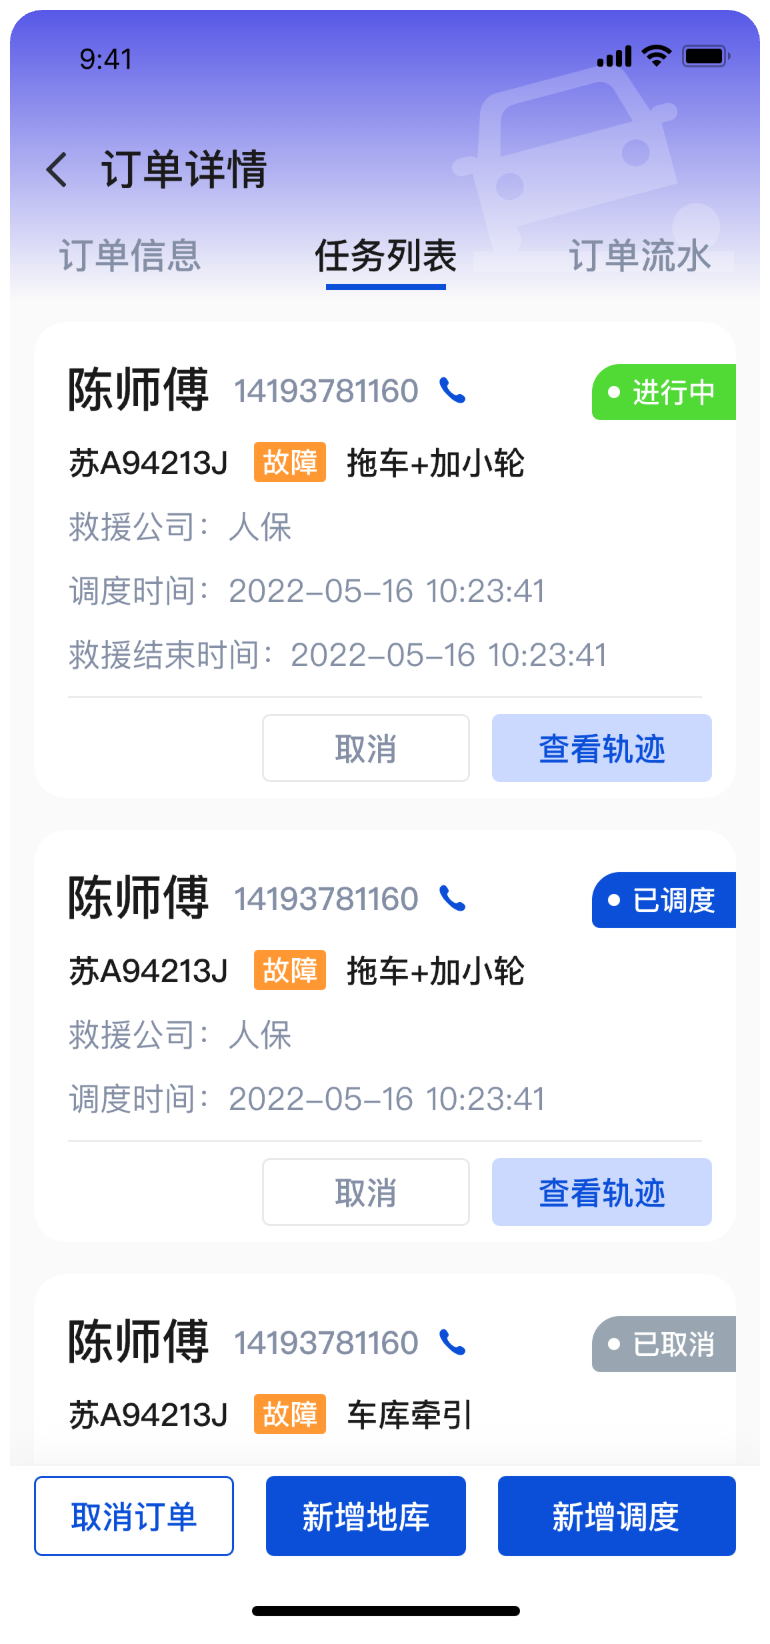 9:41
订单详情
订单信息 任务列表 订单流水
陈师傅 14193781160 进行中
苏A94213J 故障 拖车+加小轮
救援公司：人保
调度时间：2022-05-16 10:23:41
救援结束时间：2022-05-16 10:23:41
取消 查看轨迹
陈师傅 14193781160 已调度
苏A94213J 故障 拖车+加小轮
救援公司：人保
调度时间：2022-05-16 10:23:41
取消 查看轨迹
陈师傅 14193781160 已取消
苏A94213J 故障 车库牵引
取消订单 新增地库 新增调度